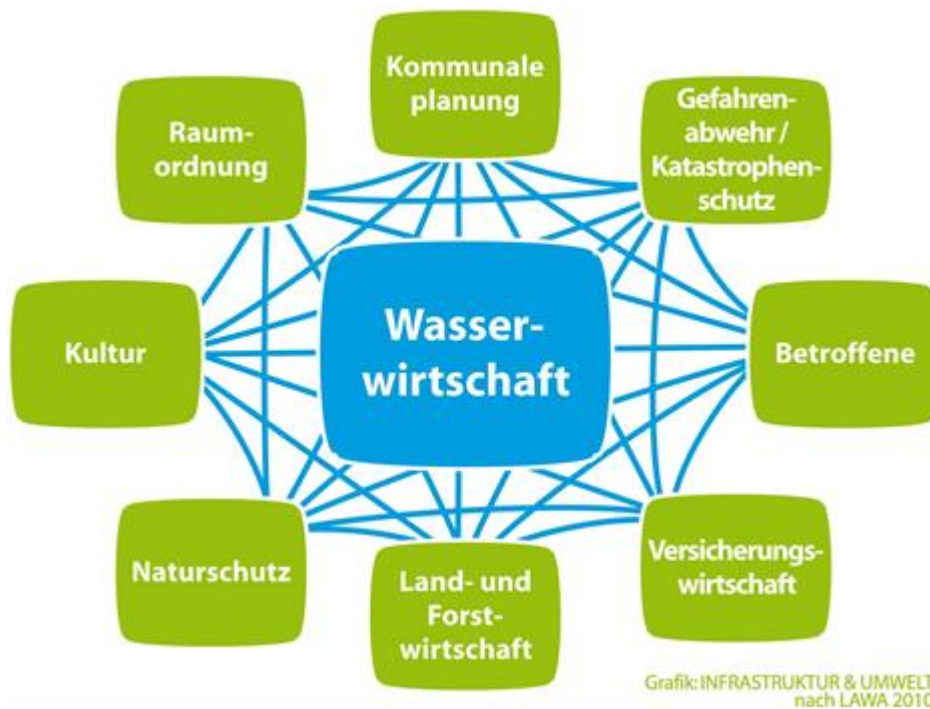 Kommunale
planung
Gefahren-
abwehr /
Katastrophen-
schutz
Raum-
ordnung
Wasser-
wirtschaft
Kultur
Betroffene
Naturschutz
Land- und
Forst-
wirtschaft
Versicherungs-
wirtschaft
Grafik: INFRASTRUKTUR & UMWELT
nach LAWA 2010